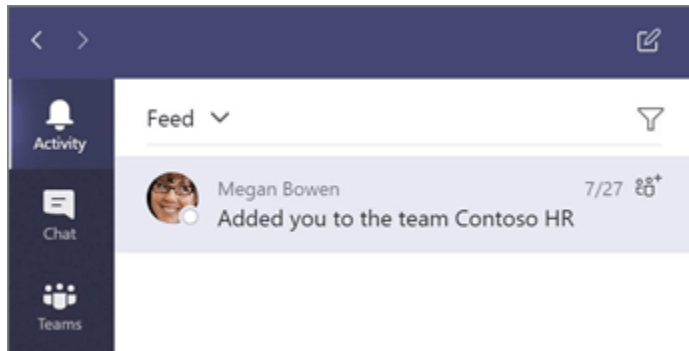 Activity
Chat
Teams
Feed
Megan Bowen 7/27
Added you to the team Contoso HR